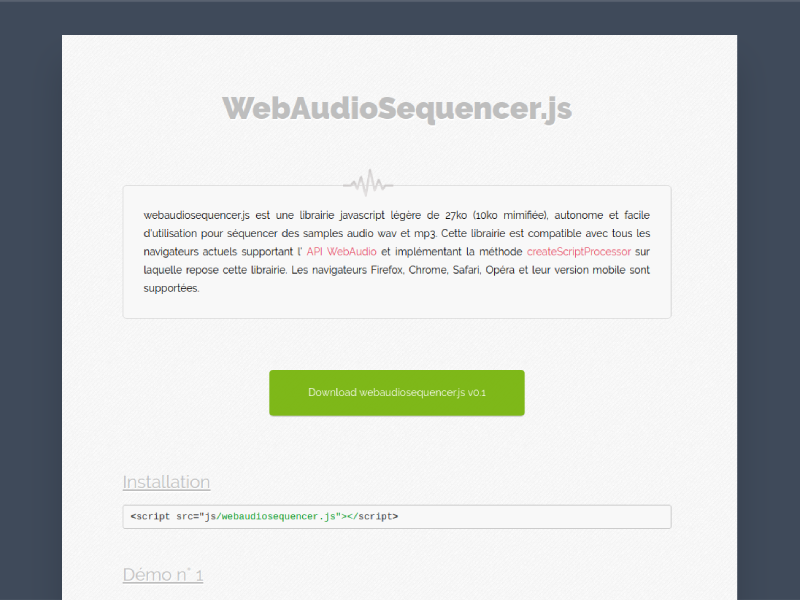 WebAudioSequencer.js
webaudiosequencer.js est une librairie javascript légère de 27ko (10ko mimifiée), autonome et facile
d'utilisation pour séquencer des samples audio wav et mp3. Cette librairie est compatible avec tous les
navigateurs actuels supportant l' API WebAudio et implémentant la méthode createScriptProcessor sur
laquelle repose cette librairie. Les navigateurs Firefox, Chrome, Safari, Opéra et leur version mobile sont
supportées.
Download webaudiosequencer.js v0.1
Installation
<script src="js/webaudiosequencer.js"></script>
Démo n° 1